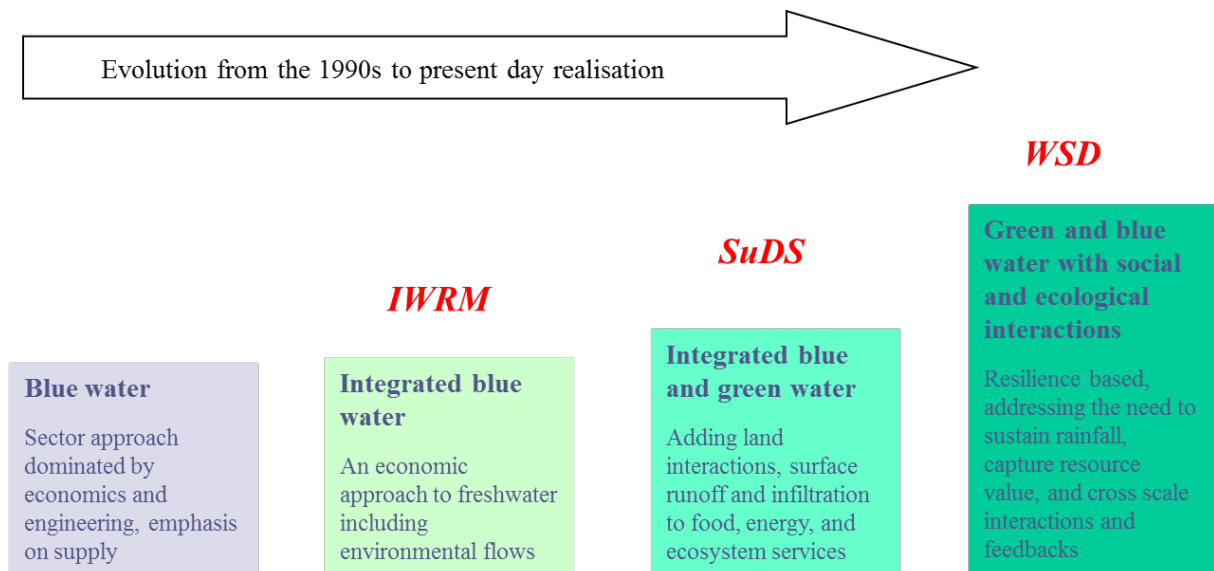 Evolution from the 1990s to present day realisation
WSD
SuDS
IWRM
Blue water
Sector approach
dominated by
economics and
engineering, emphasis
on supply
Integrated blue
water
An economic
approach to freshwater
including
environmental flows
Integrated blue
and green water
Adding land
interactions, surface
runoff and infiltration
to food, energy, and
ecosystem services
Green and blue
water with social
and ecological
interactions
Resilience based,
addressing the need to
sustain rainfall,
capture resource
value, and cross scale
interactions and
feedbacks